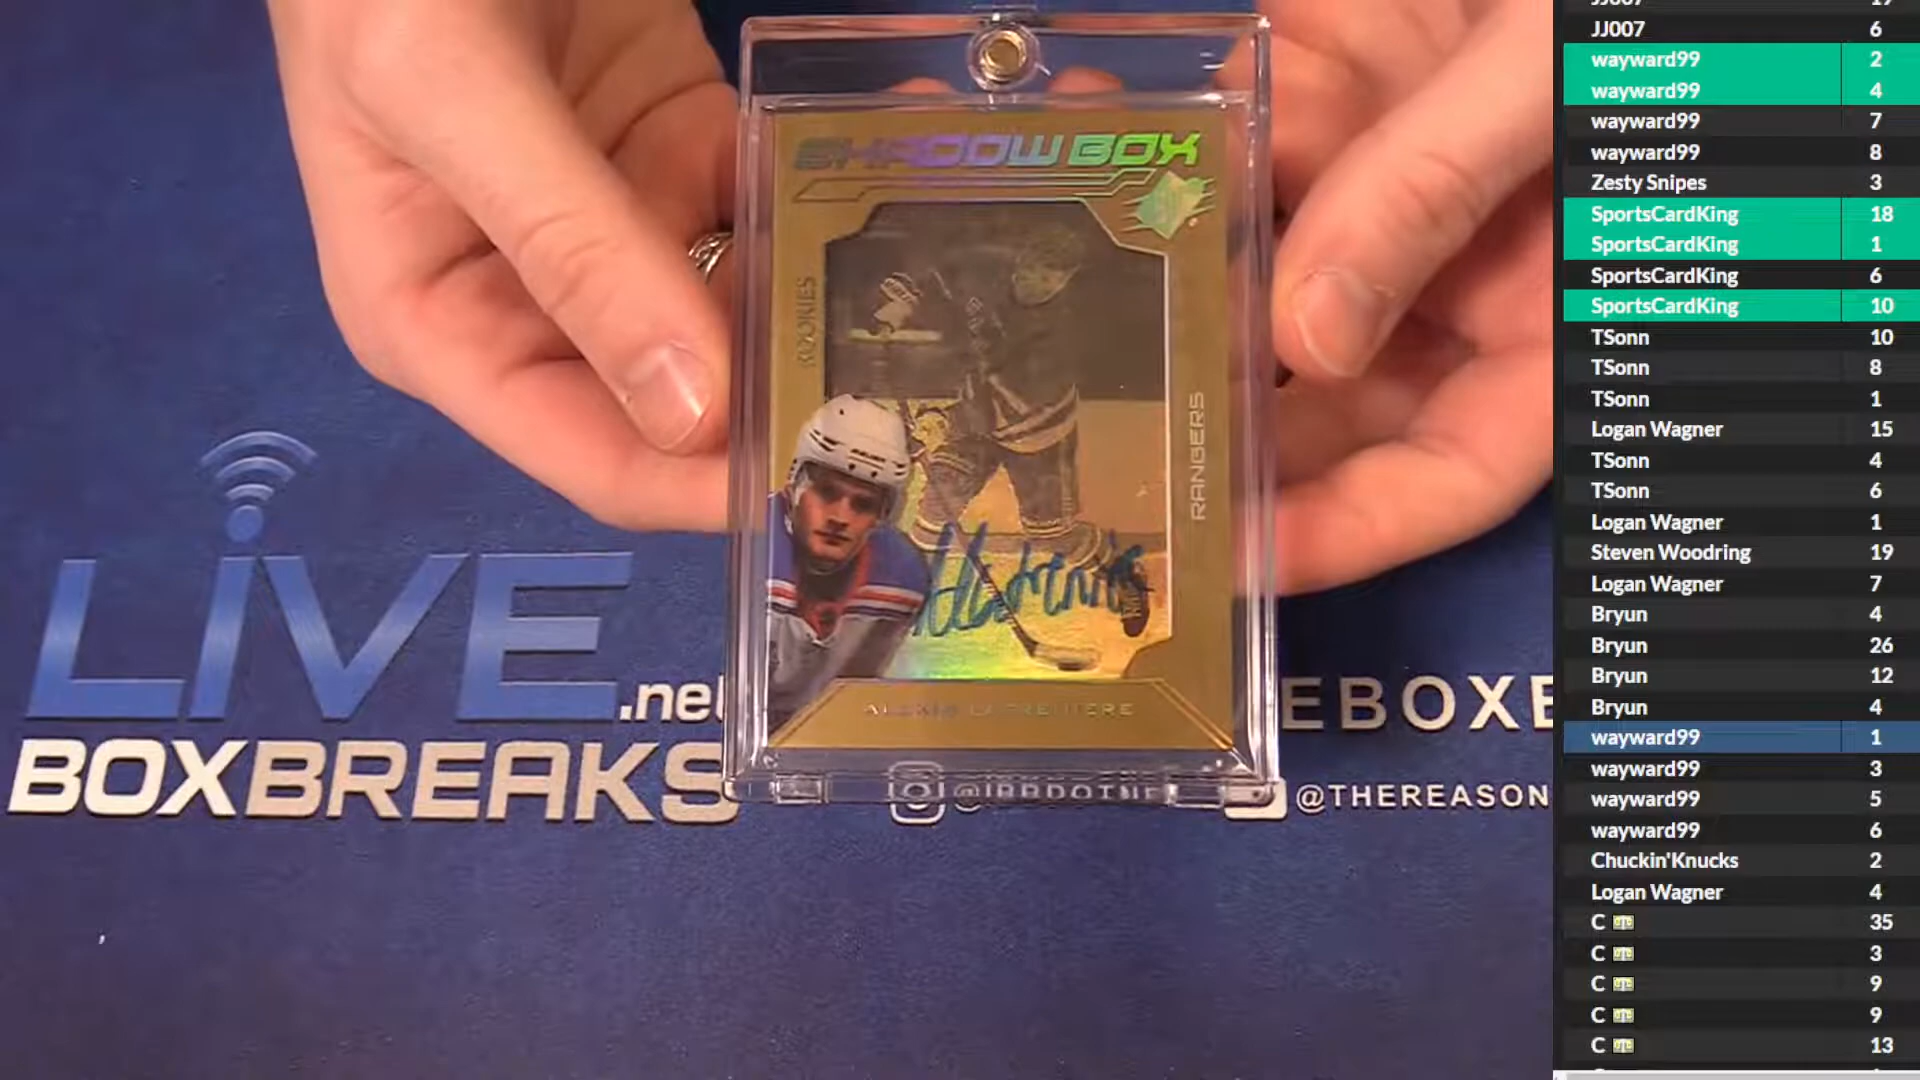 SHADOW BOX
ROOKIES
RANGERS
ALEXIS LAFRENIERE
LIVE.net
BOXBREAKS
EBOXB
@THEREASON
JJ007 6
wayward99 2
wayward99 4
wayward99 7
wayward99 8
Zesty Snipes 3
SportsCardKing 18
SportsCardKing 1
SportsCardKing 6
SportsCardKing 10
TSonn 10
TSonn 8
TSonn 1
Logan Wagner 15
TSonn 4
TSonn 6
Logan Wagner 1
Steven Woodring 19
Logan Wagner 7
Bryun 4
Bryun 26
Bryun 12
Bryun 4
wayward99 1
wayward99 3
wayward99 5
wayward99 6
Chuckin'Knucks 2
Logan Wagner 4
C 35
C 3
C 9
C 9
C 13